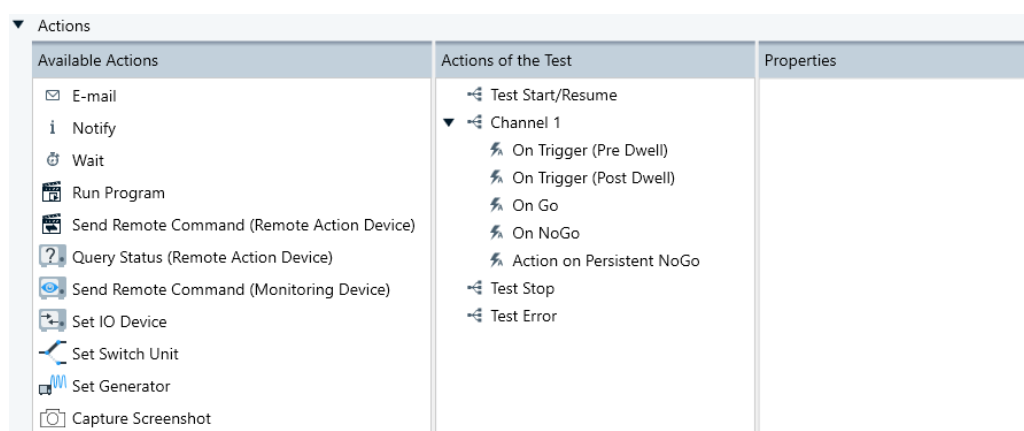 Actions
Available Actions
E-mail
Notify
Wait
Run Program
Send Remote Command (Remote Action Device)
Query Status (Remote Action Device)
Send Remote Command (Monitoring Device)
Set IO Device
Set Switch Unit
Set Generator
Capture Screenshot
Actions of the Test
Test Start/Resume
Channel 1
On Trigger (Pre Dwell)
On Trigger (Post Dwell)
On Go
On NoGo
Action on Persistent NoGo
Test Stop
Test Error
Properties